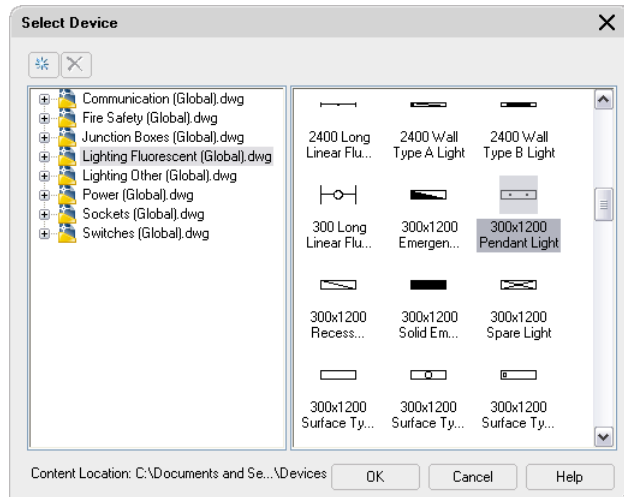 Select Device
Communication (Global).dwg
Fire Safety (Global).dwg
Junction Boxes (Global).dwg
Lighting Fluorescent (Global).dwg
Lighting Other (Global).dwg
Power (Global).dwg
Sockets (Global).dwg
Switches (Global).dwg
2400 Long
Linear Flu...
2400 Wall
Type A Light
2400 Wall
Type B Light
300 Long
Linear Flu...
300x1200
Emergen...
300x1200
Pendant Light
300x1200
Recess...
300x1200
Solid Em...
300x1200
Spare Light
300x1200
Surface Ty...
300x1200
Surface Ty...
300x1200
Surface Ty...
Content Location: C:\Documents and Se...\Devices
OK
Cancel
Help